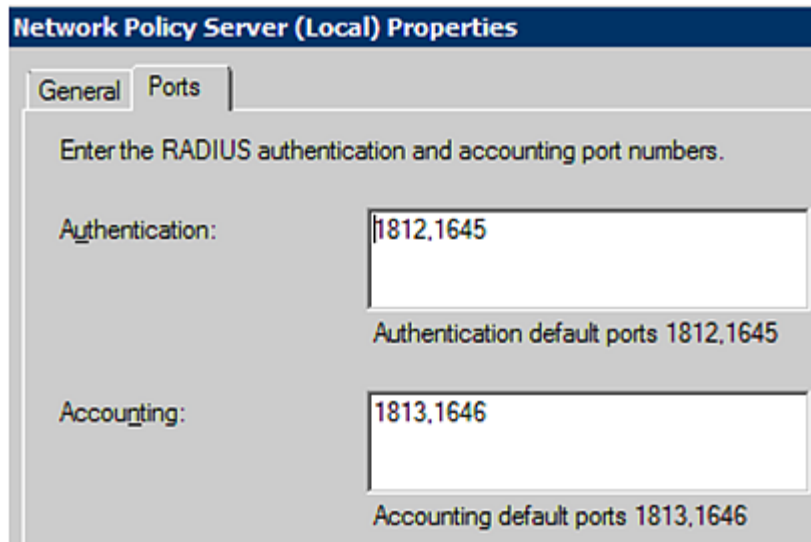 Network Policy Server (Local) Properties
General Ports
Enter the RADIUS authentication and accounting port numbers.
Authentication: 1812,1645
Authentication default ports 1812,1645
Accounting: 1813,1646
Accounting default ports 1813,1646